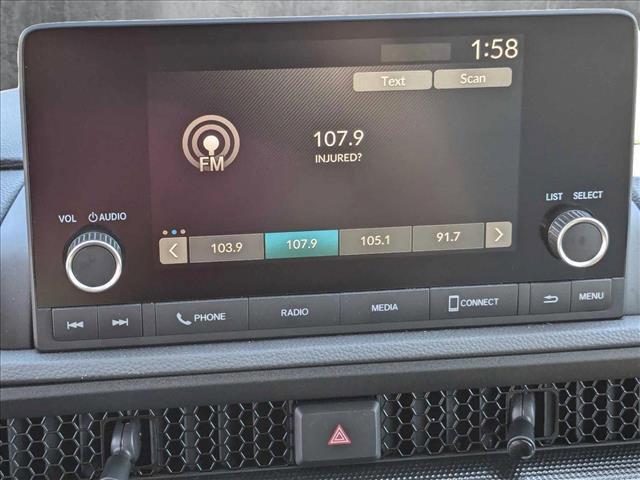 1:58
Text Scan
107.9
INJURED?
FM
103.9 107.9 105.1 91.7
VOL AUDIO
LIST SELECT
PHONE RADIO MEDIA CONNECT MENU